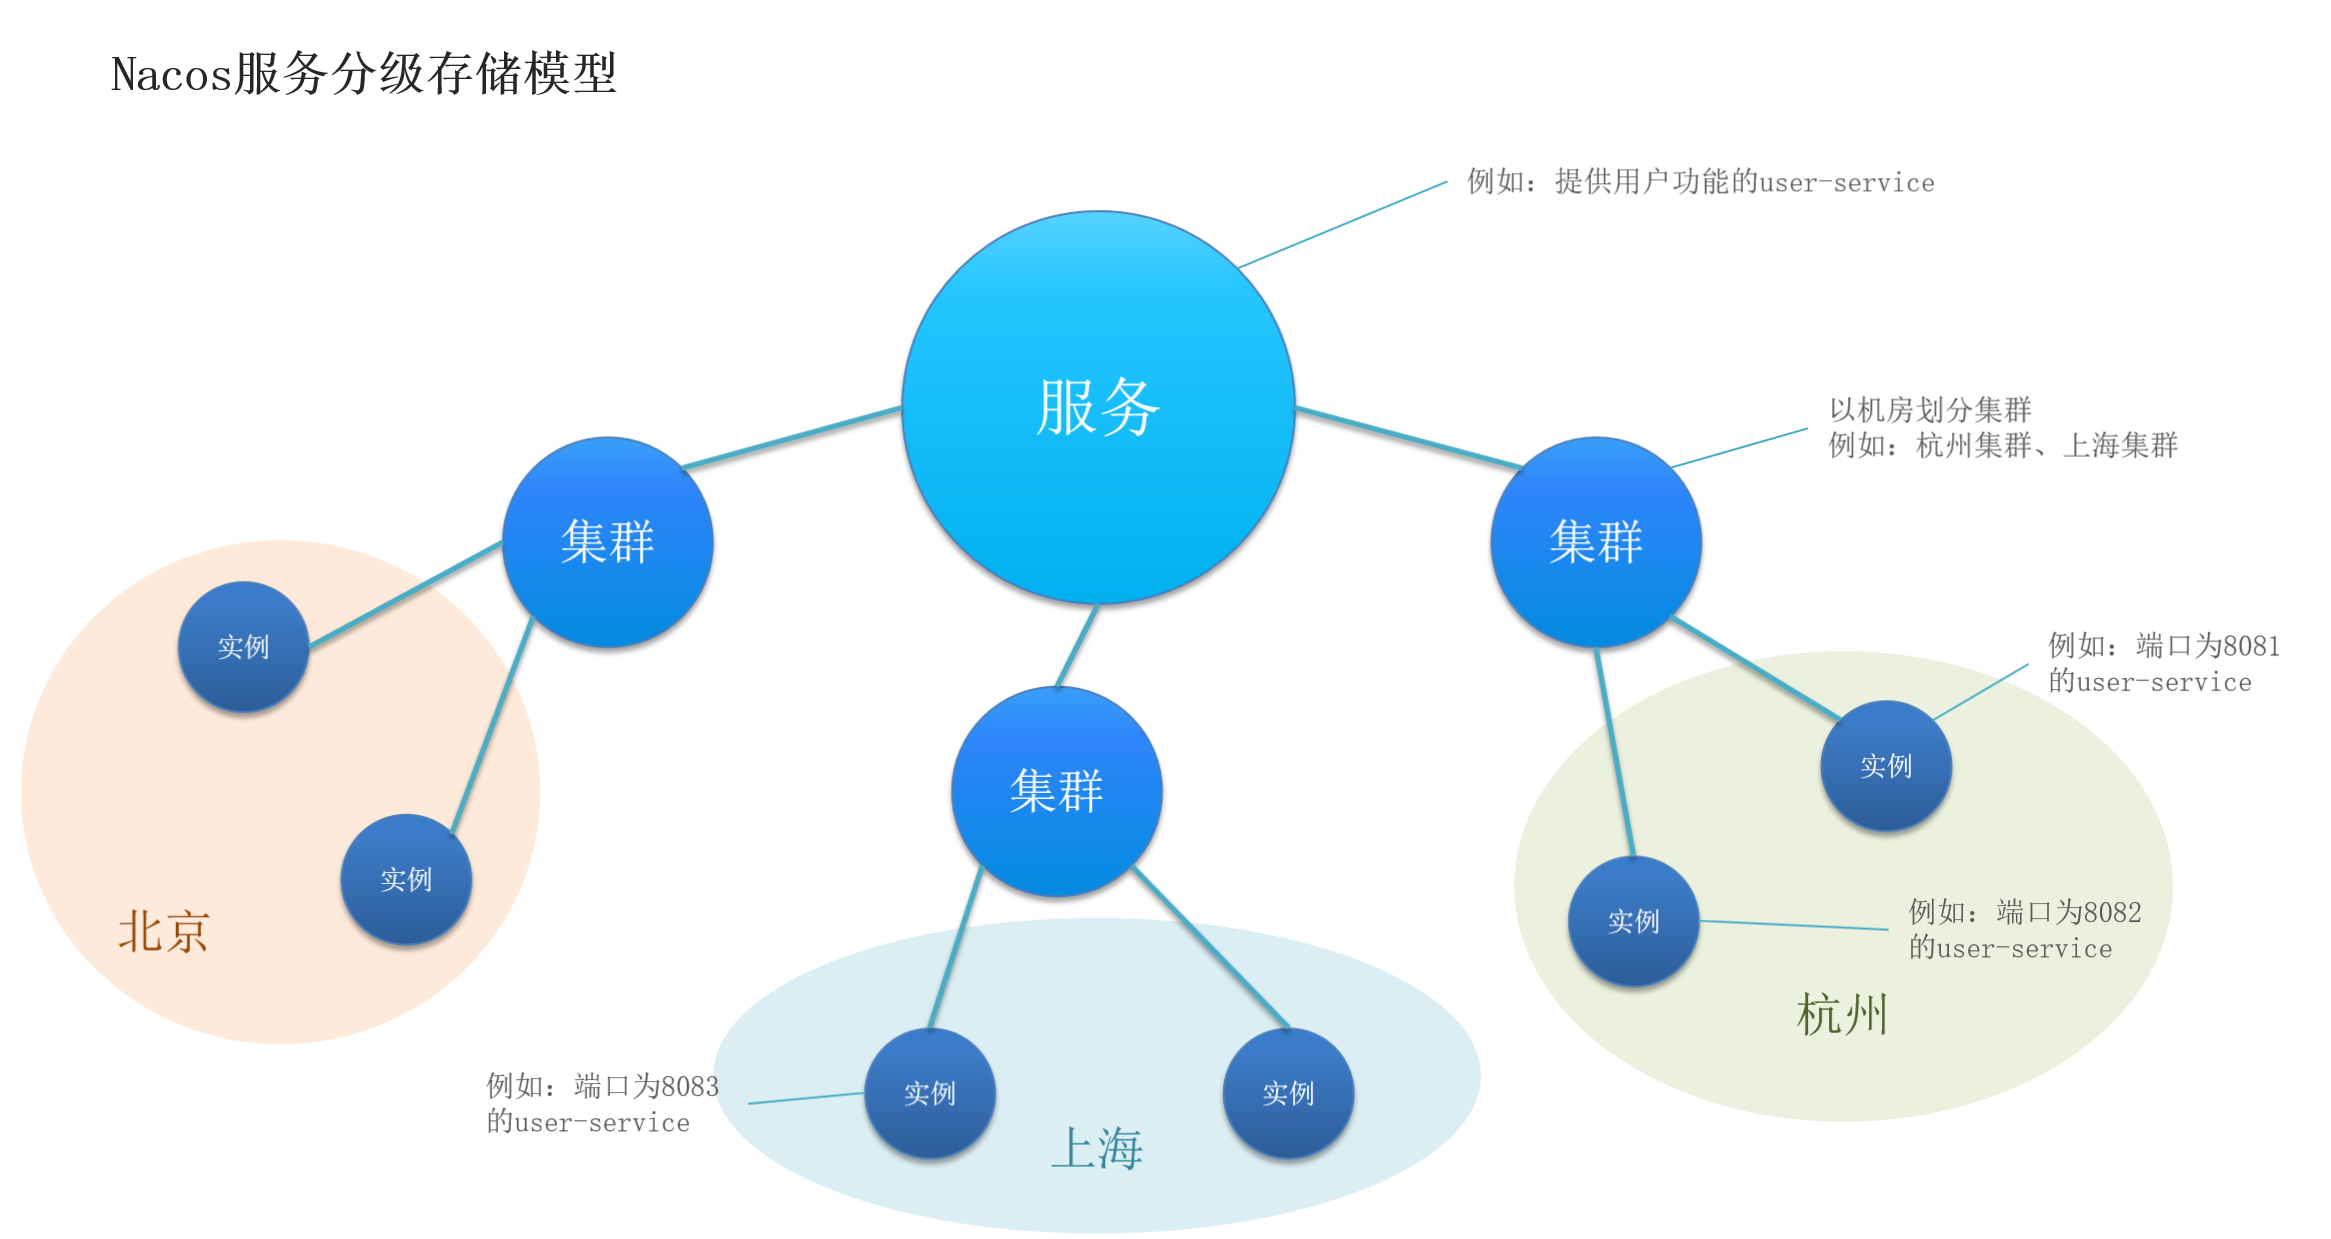 Nacos服务分级存储模型
例如：提供用户功能的user-service
服务
以机房划分集群
例如：杭州集群、上海集群
集群
集群
实例
例如：端口为8081
的user-service
实例
集群
实例
实例
例如：端口为8082
的user-service
北京
实例
杭州
例如：端口为8083
的user-service
实例
实例
上海